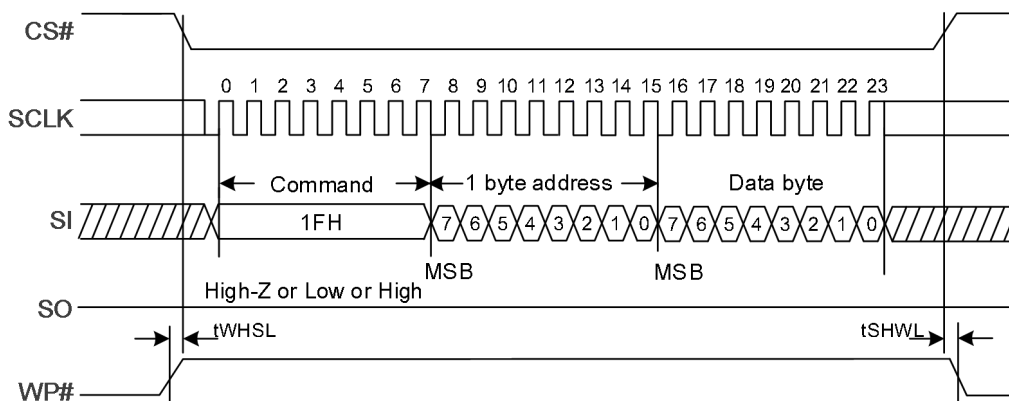 CS#
0 1 2 3 4 5 6 7 8 9 10 11 12 13 14 15 16 17 18 19 20 21 22 23
SCLK
Command 1 byte address Data byte
SI 1FH 7 6 5 4 3 2 1 0 7 6 5 4 3 2 1 0
MSB MSB
High-Z or Low or High
SO
tWHSL tSHWL
WP#